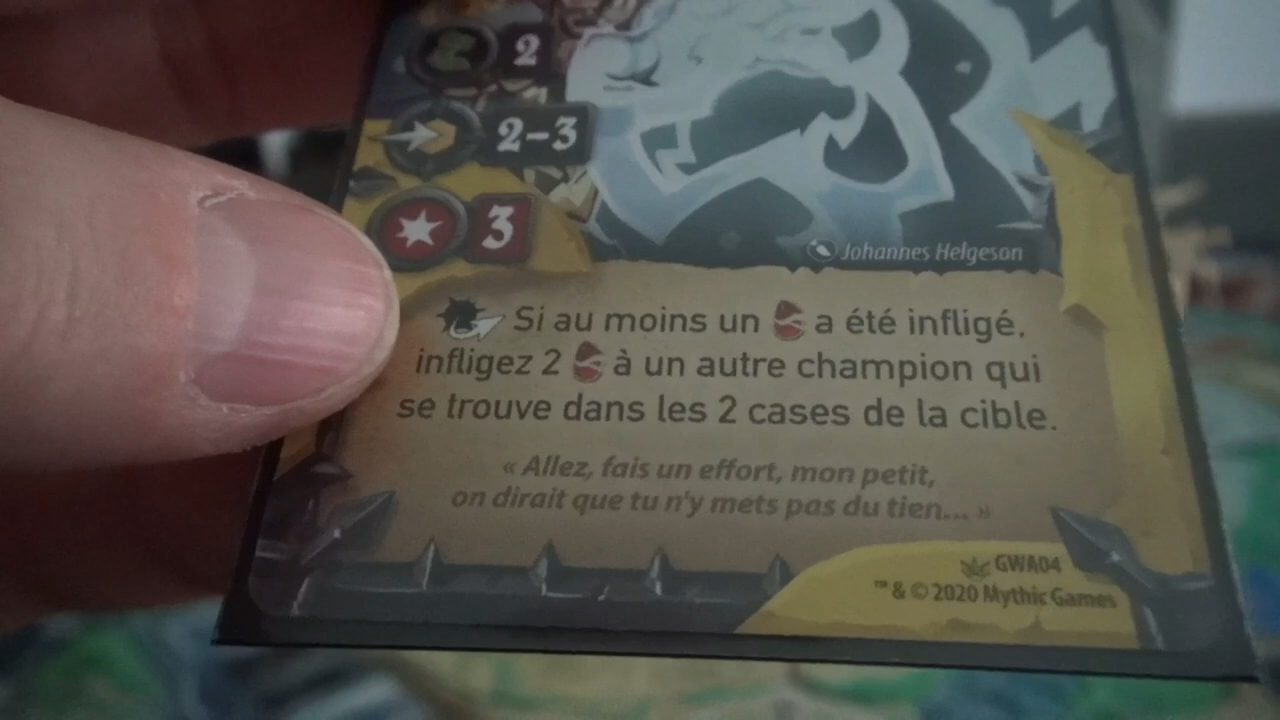 2
2-3
3
Johannes Helgeson
Si au moins un a été infligé.
infligez 2 à un autre champion qui
se trouve dans les 2 cases de la cible.
« Allez, fais un effort, mon petit,
on dirait que tu n'y mets pas du tien... »
GWA04
™ & © 2020 Mythic Games